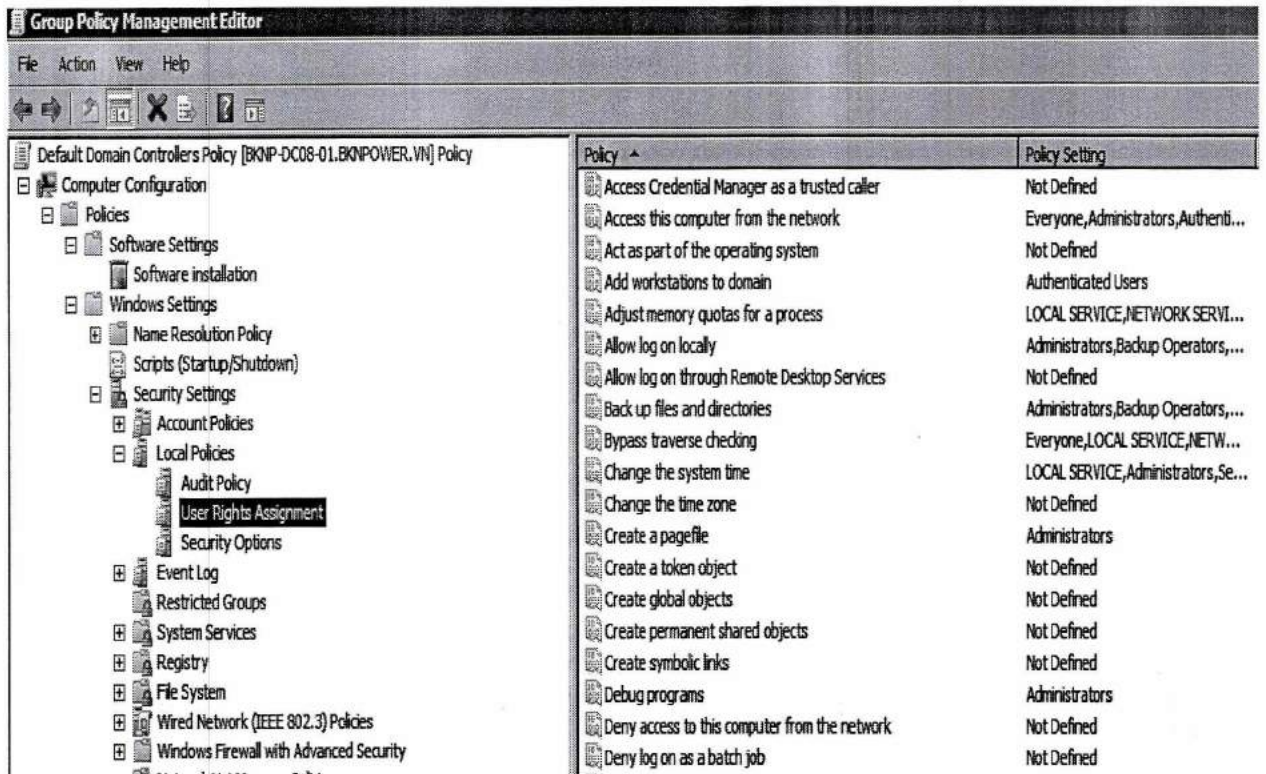 Group Policy Management Editor
File Action View Help
Default Domain Controllers Policy [BKNP-DC08-01.BKNPOWER.VN] Policy
Computer Configuration
Policies
Software Settings
Software installation
Windows Settings
Name Resolution Policy
Scripts (Startup/Shutdown)
Security Settings
Account Policies
Local Policies
Audit Policy
User Rights Assignment
Security Options
Event Log
Restricted Groups
System Services
Registry
File System
Wired Network (IEEE 802.3) Policies
Windows Firewall with Advanced Security
Policy Policy Setting
Access Credential Manager as a trusted caller Not Defined
Access this computer from the network Everyone,Administrators,Authenti...
Act as part of the operating system Not Defined
Add workstations to domain Authenticated Users
Adjust memory quotas for a process LOCAL SERVICE,NETWORK SERVI...
Allow log on locally Administrators,Backup Operators,...
Allow log on through Remote Desktop Services Not Defined
Back up files and directories Administrators,Backup Operators,...
Bypass traverse checking Everyone,LOCAL SERVICE,NETW...
Change the system time LOCAL SERVICE,Administrators,Se...
Change the time zone Not Defined
Create a pagefile Administrators
Create a token object Not Defined
Create global objects Not Defined
Create permanent shared objects Not Defined
Create symbolic links Not Defined
Debug programs Administrators
Deny access to this computer from the network Not Defined
Deny log on as a batch job Not Defined